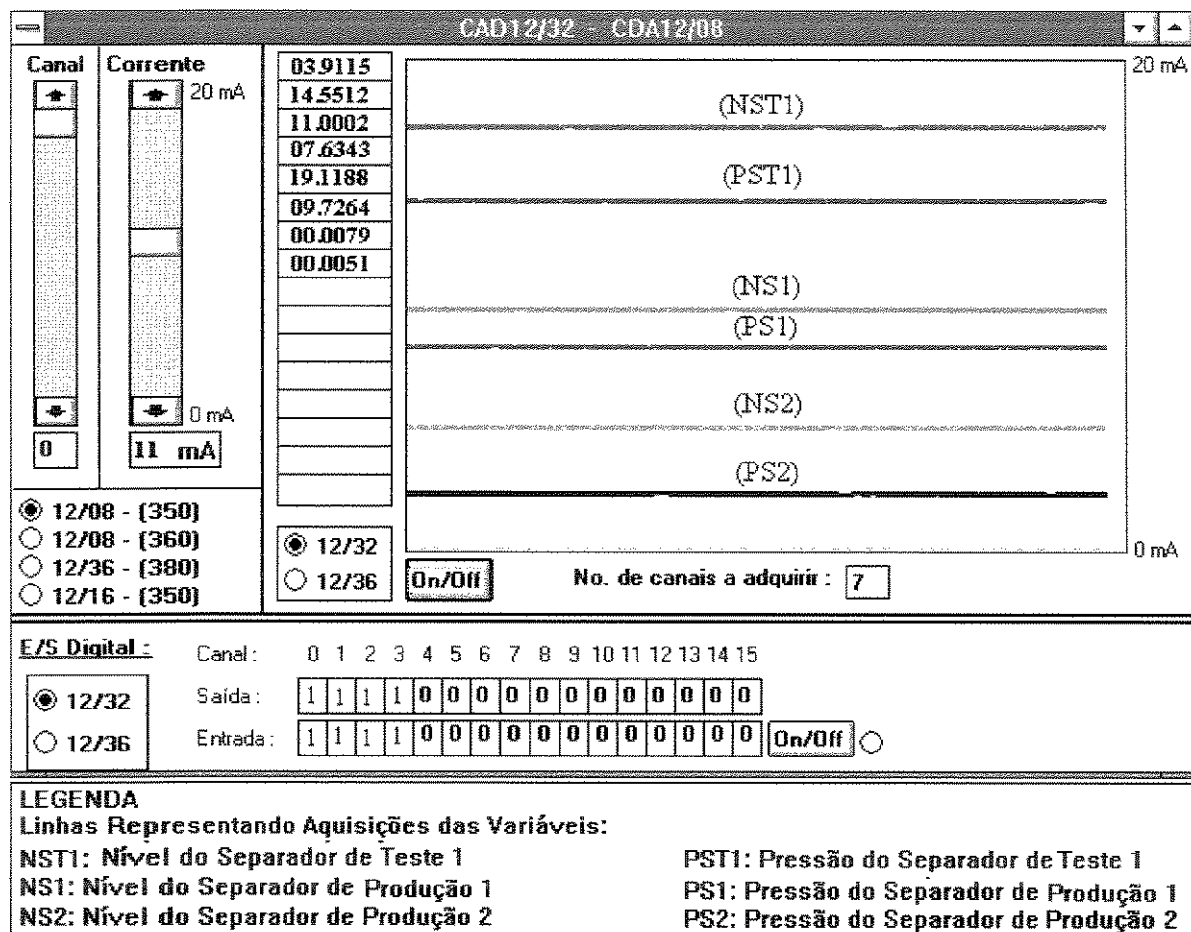 CAD12/32 - CDA12/08
Canal
Corrente
20 mA
0 mA
0
11 mA
03.9115
14.5512
11.0002
07.6343
19.1188
09.7264
00.0079
00.0051
20 mA
(NST1)
(PST1)
(NS1)
(PS1)
(NS2)
(PS2)
0 mA
12/08 - (350)
12/08 - (360)
12/36 - (380)
12/16 - (350)
12/32
12/36
On/Off
No. de canais a adquirir : 7
E/S Digital :
12/32
12/36
Canal : 0 1 2 3 4 5 6 7 8 9 10 11 12 13 14 15
Saída : 1 1 1 1 0 0 0 0 0 0 0 0 0 0 0 0
Entrada : 1 1 1 1 0 0 0 0 0 0 0 0 0 0 0 0 On/Off
LEGENDA
Linhas Representando Aquisições das Variáveis:
NST1: Nível do Separador de Teste 1
PST1: Pressão do Separador de Teste 1
NS1: Nível do Separador de Produção 1
PS1: Pressão do Separador de Produção 1
NS2: Nível do Separador de Produção 2
PS2: Pressão do Separador de Produção 2